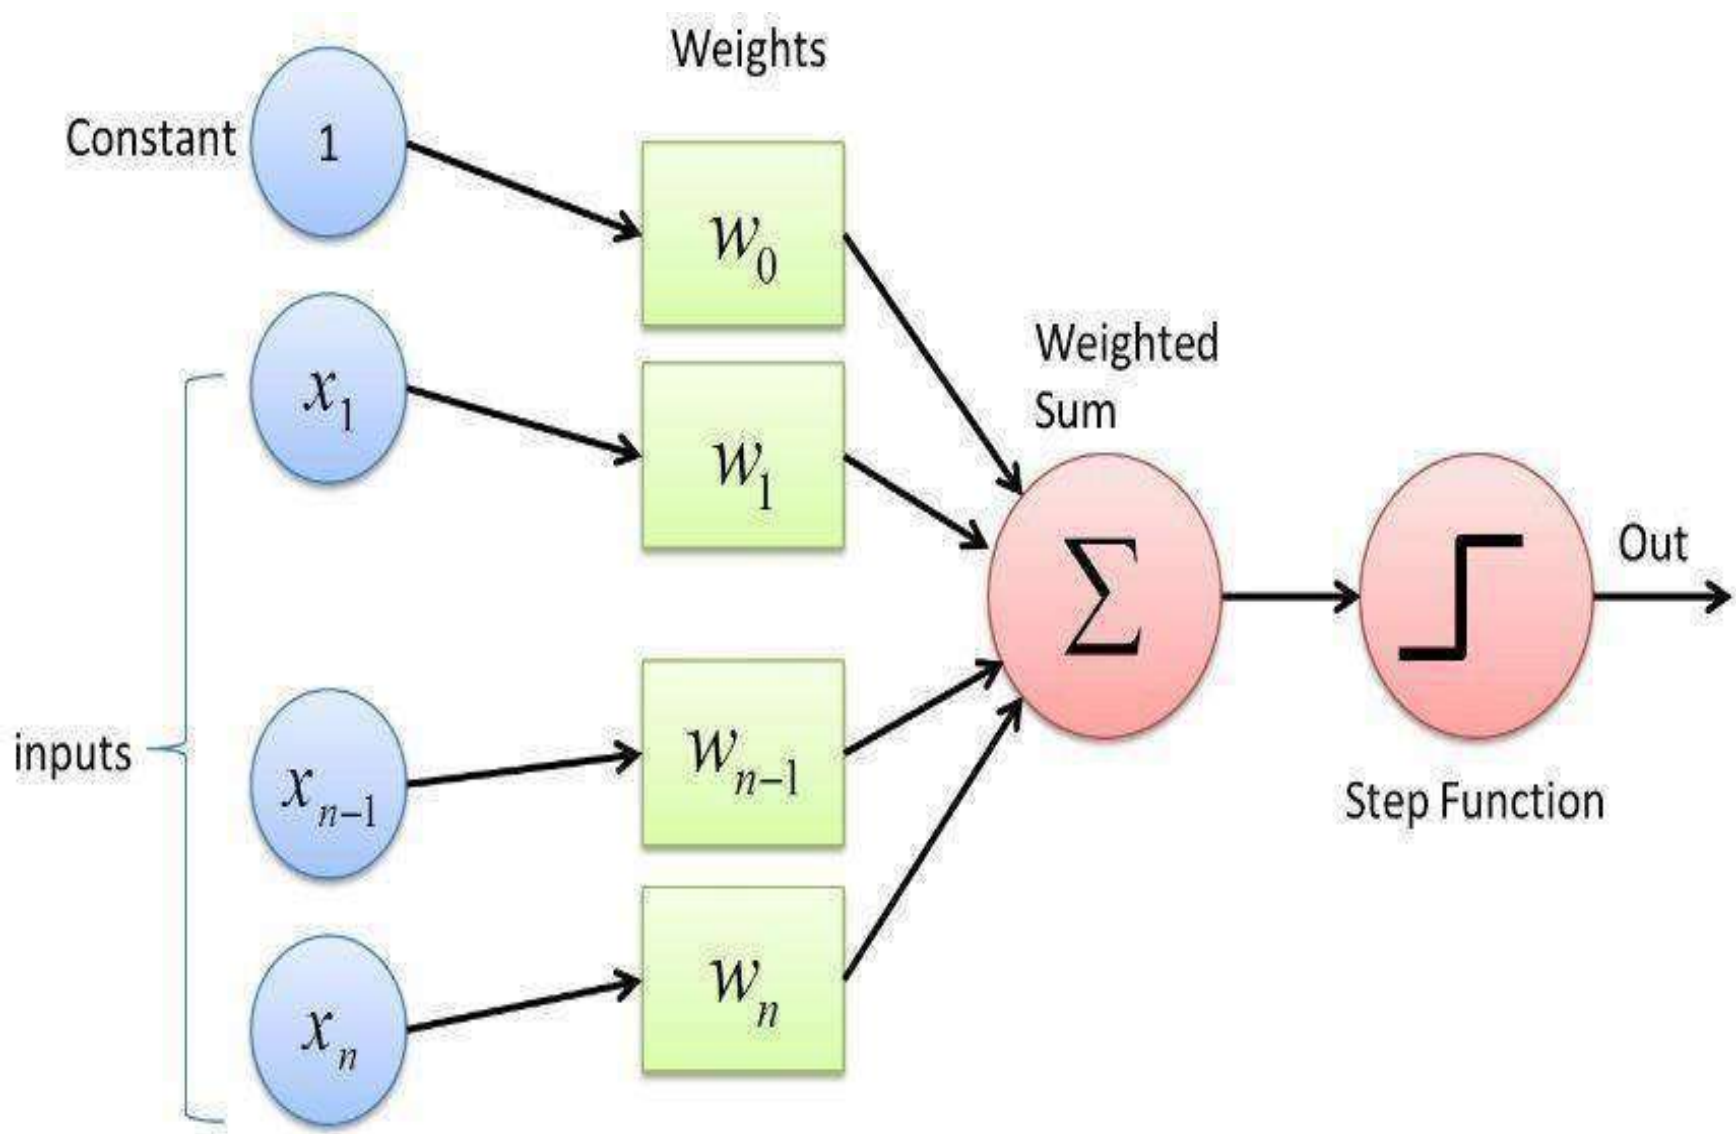 Weights
Constant
1
w₀
x₁
w₁
Weighted
Sum
Σ
Out
inputs
xₙ₋₁
wₙ₋₁
Step Function
xₙ
wₙ